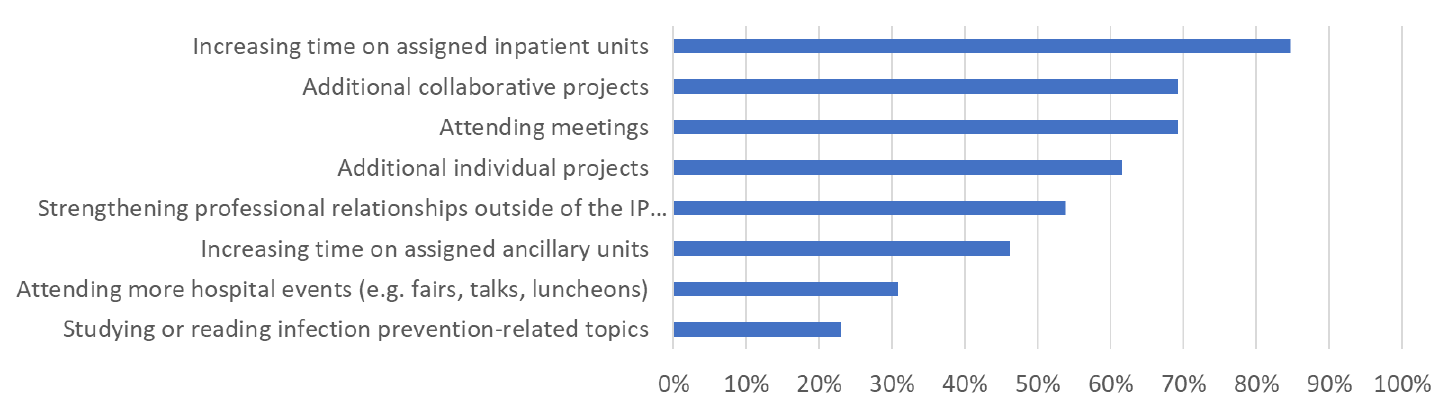 Increasing time on assigned inpatient units
Additional collaborative projects
Attending meetings
Additional individual projects
Strengthening professional relationships outside of the IP...
Increasing time on assigned ancillary units
Attending more hospital events (e.g. fairs, talks, luncheons)
Studying or reading infection prevention-related topics
0% 10% 20% 30% 40% 50% 60% 70% 80% 90% 100%